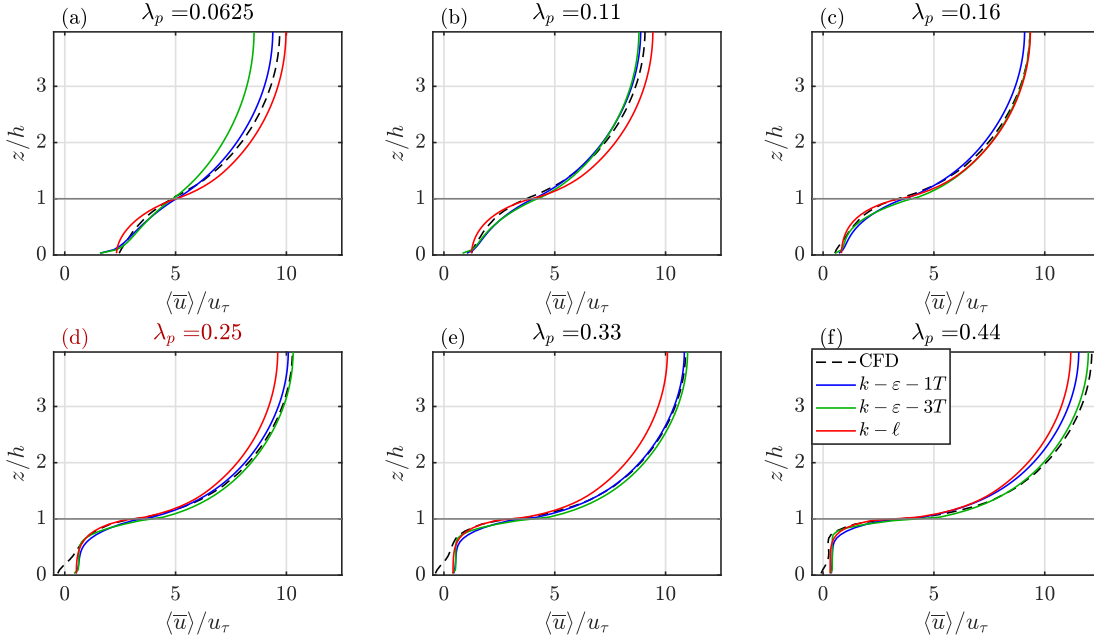 (a) λ_p =0.0625
(b) λ_p =0.11
(c) λ_p =0.16
z/h
3
2
1
0
0 5 10
⟨u̅⟩/u_τ
z/h
3
2
1
0
0 5 10
⟨u̅⟩/u_τ
z/h
3
2
1
0
0 5 10
⟨u̅⟩/u_τ
(d) λ_p =0.25
(e) λ_p =0.33
(f) λ_p =0.44
z/h
3
2
1
0
0 5 10
⟨u̅⟩/u_τ
z/h
3
2
1
0
0 5 10
⟨u̅⟩/u_τ
CFD
k − ε − 1T
k − ε − 3T
k − ℓ
z/h
3
2
1
0
0 5 10
⟨u̅⟩/u_τ